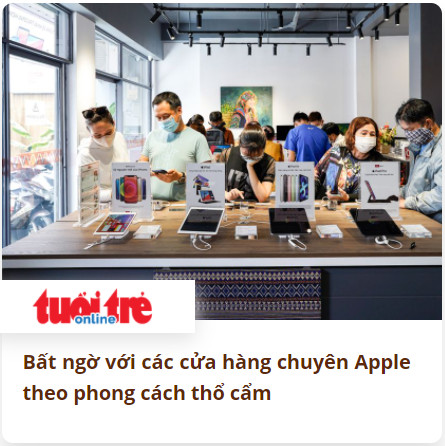 tuổi trẻ
online
Bất ngờ với các cửa hàng chuyên Apple
theo phong cách thổ cẩm